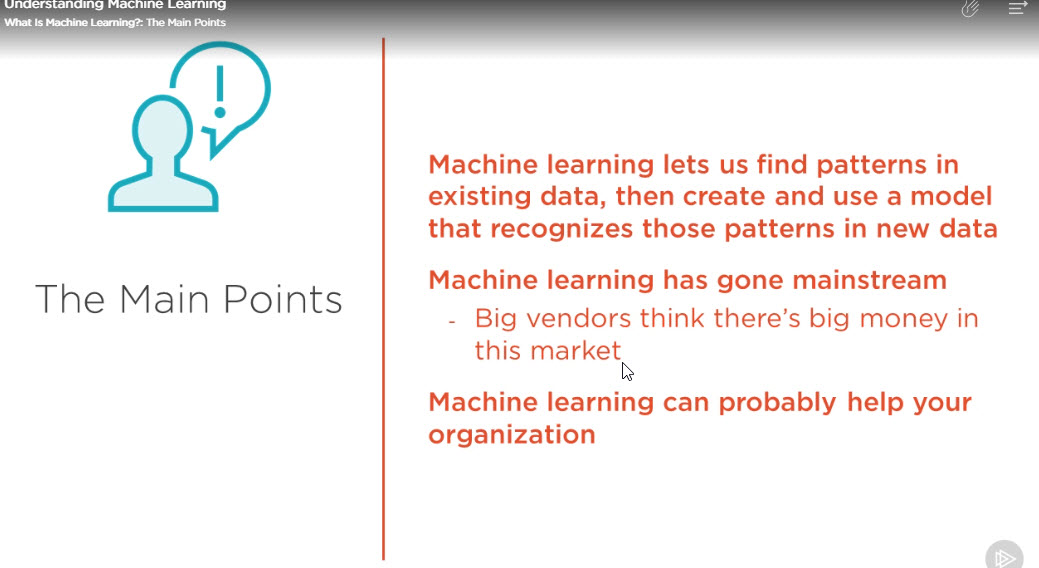 Understanding Machine Learning
What Is Machine Learning?: The Main Points
!
The Main Points
Machine learning lets us find patterns in
existing data, then create and use a model
that recognizes those patterns in new data
Machine learning has gone mainstream
- Big vendors think there's big money in
this market
Machine learning can probably help your
organization